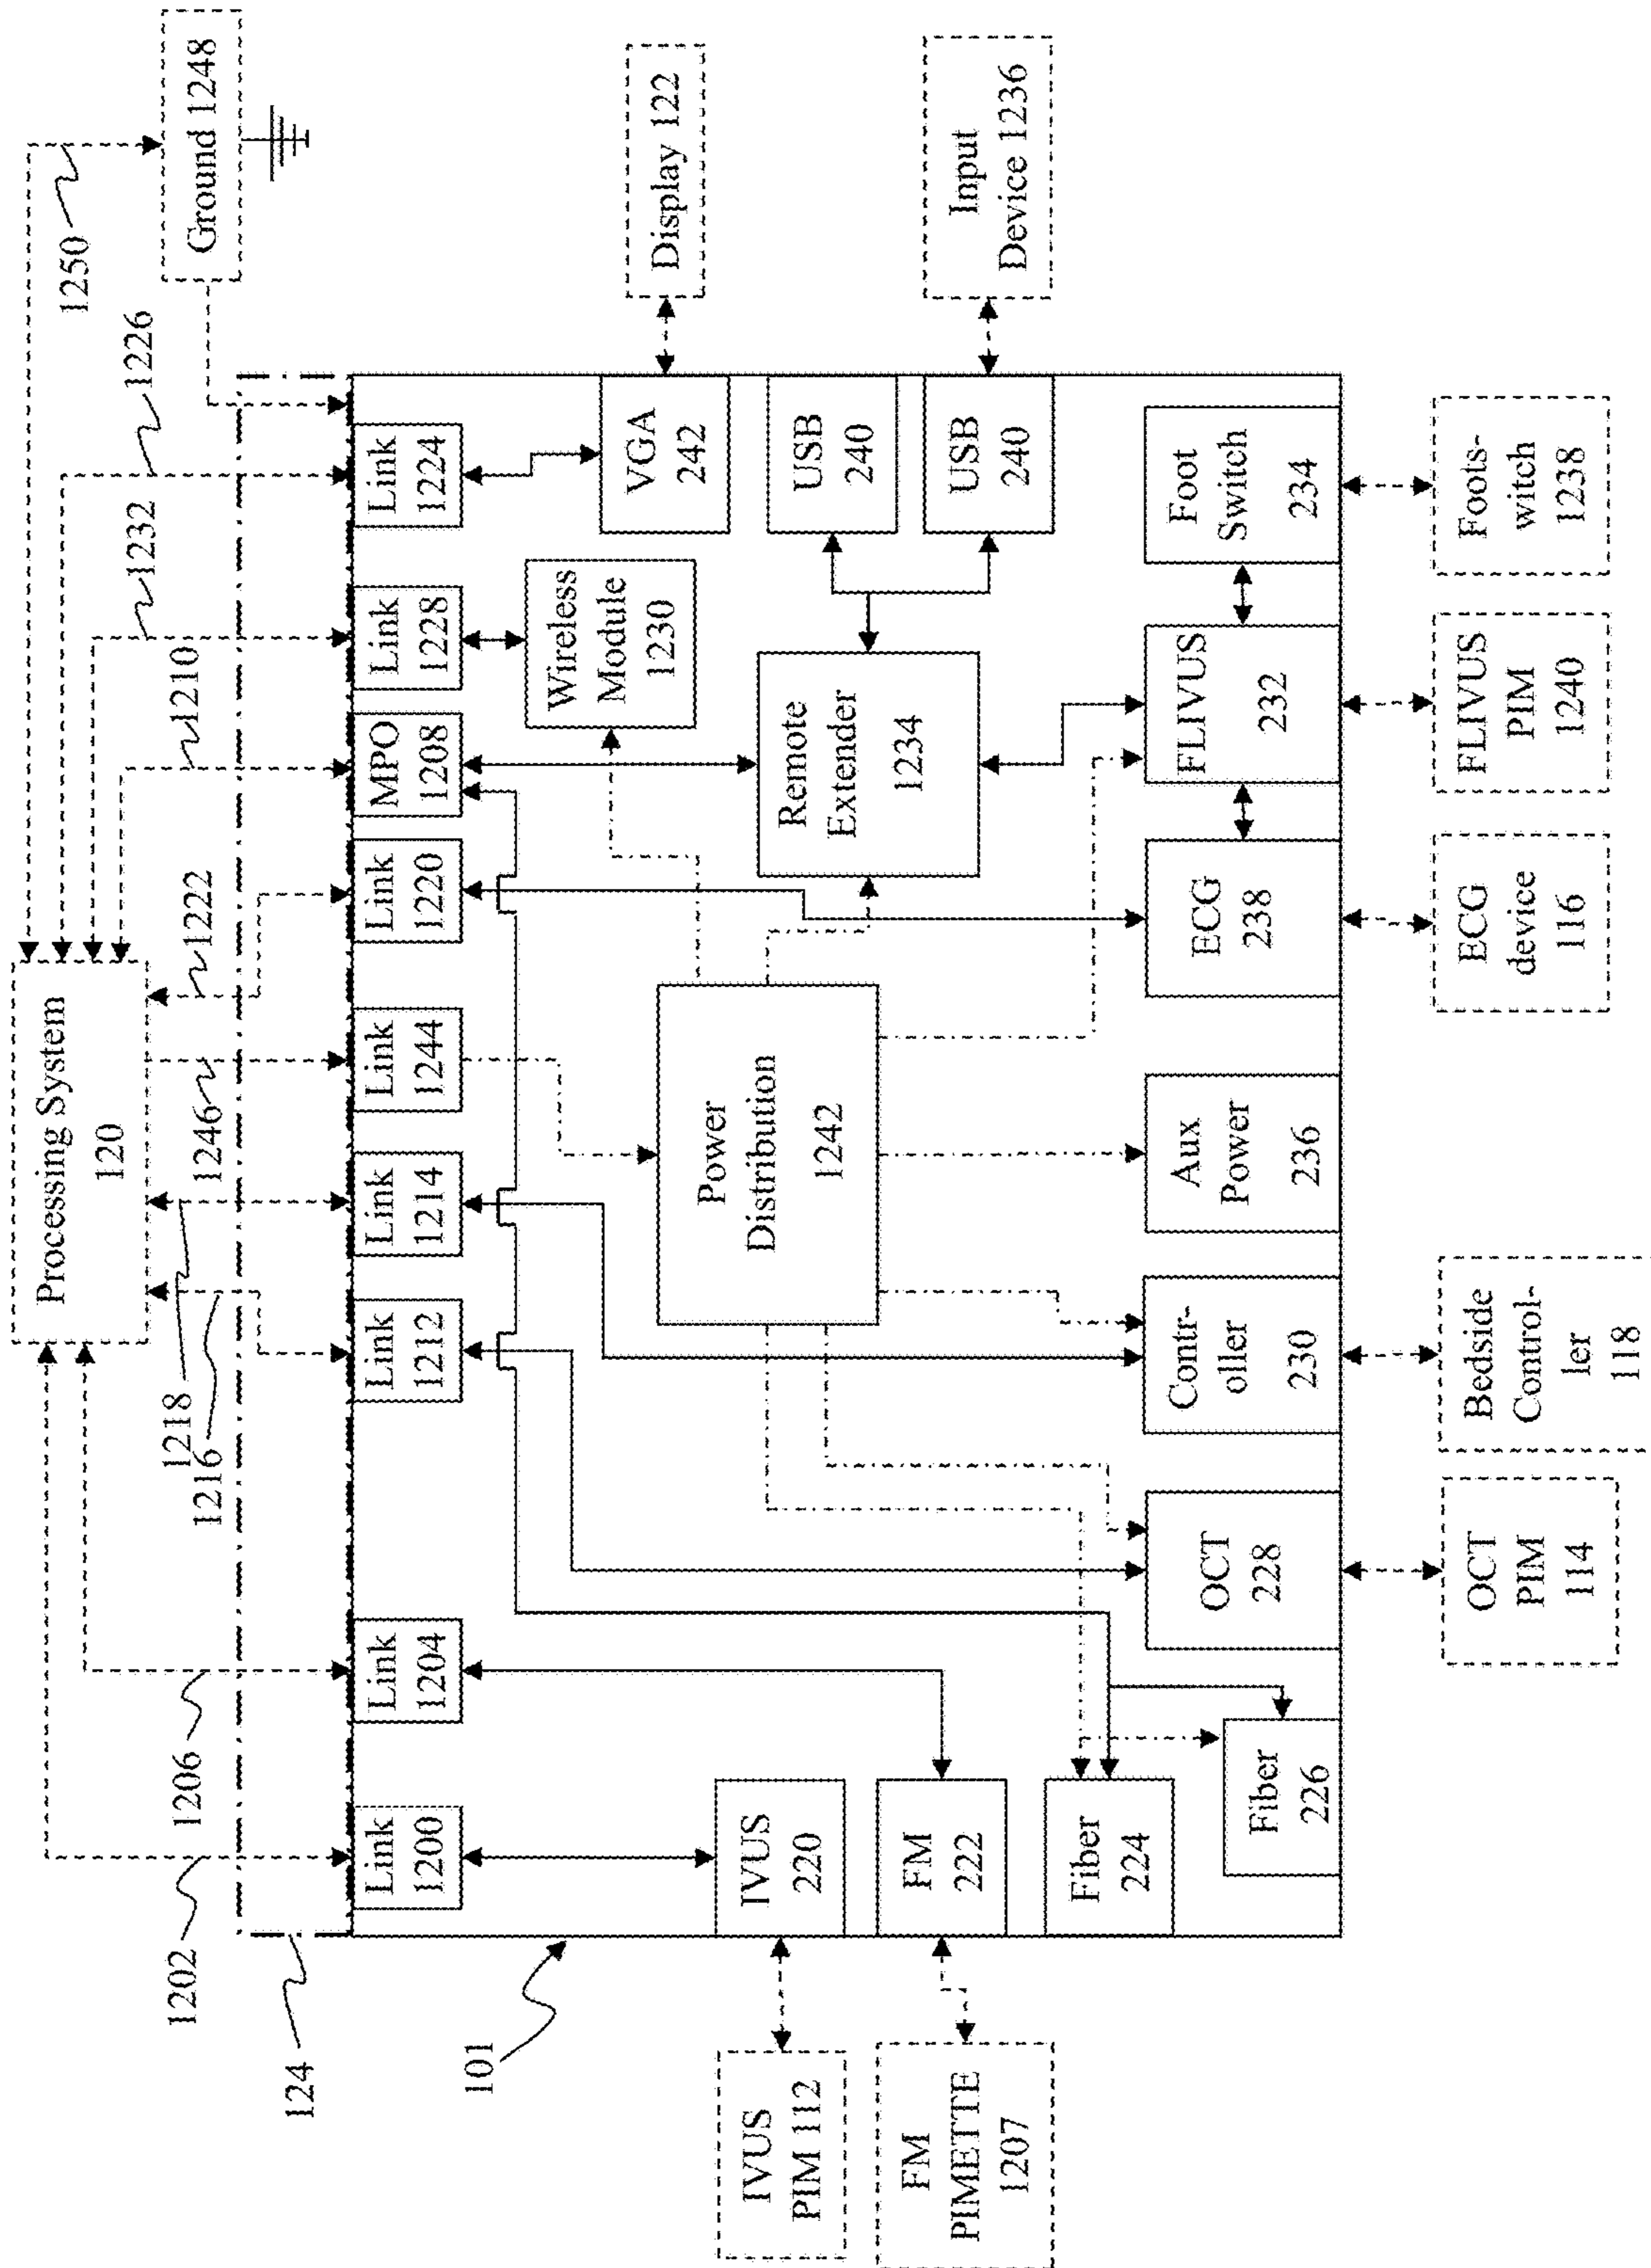 Processing System
120
Ground 1248
1250
1226
1232
1210
1222
1246
1218
1216
1206
1202
124
101
Link
1200
Link
1204
Link
1212
Link
1214
Link
1244
Link
1220
MPO
1208
Link
1228
Link
1224
Wireless
Module
1230
VGA
242
Display 122
USB
240
USB
240
Input
Device 1236
Remote
Extender
1234
Power
Distribution
1242
IVUS
220
IVUS
PIM 112
FM
222
FM
PIMETTE
1207
Fiber
224
Fiber
226
OCT
228
Contr-
oller
230
Aux
Power
236
ECG
238
FLIVUS
232
Foot
Switch
234
OCT
PIM
114
Bedside
Control-
ler
118
ECG
device
116
FLIVUS
PIM
1240
Foots-
witch
1238